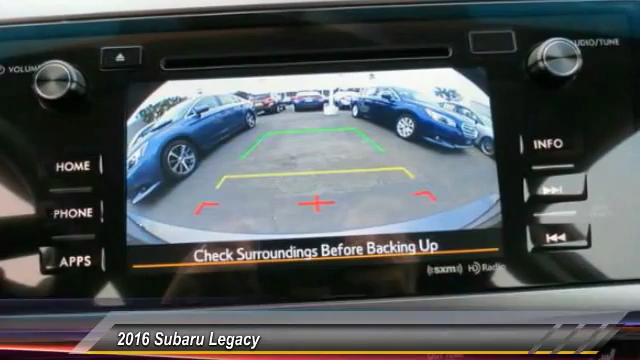 VOLUME
AUDIO/TUNE
HOME
PHONE
APPS
INFO
Check Surroundings Before Backing Up
((sxm))
HD Radio
2016 Subaru Legacy